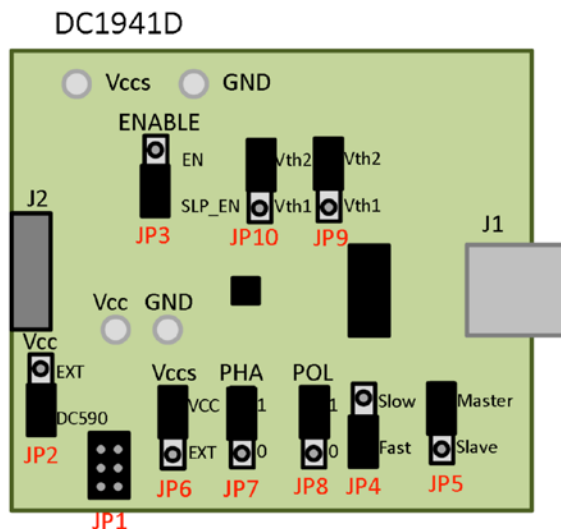 DC1941D
Vccs GND
ENABLE
EN Vth2 Vth2
SLP_EN Vth1 Vth1
JP3 JP10 JP9
J2 J1
Vcc GND
Vcc Vccs PHA POL
EXT VCC 1 1 Slow Master
DC590 EXT 0 0 Fast Slave
JP2 JP6 JP7 JP8 JP4 JP5
JP1